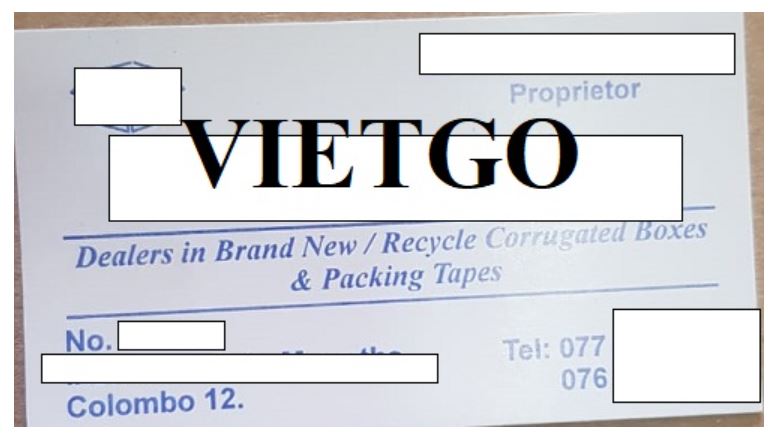 Proprietor
VIETGO
Dealers in Brand New / Recycle Corrugated Boxes
& Packing Tapes
No.
Tel: 077
076
Colombo 12.